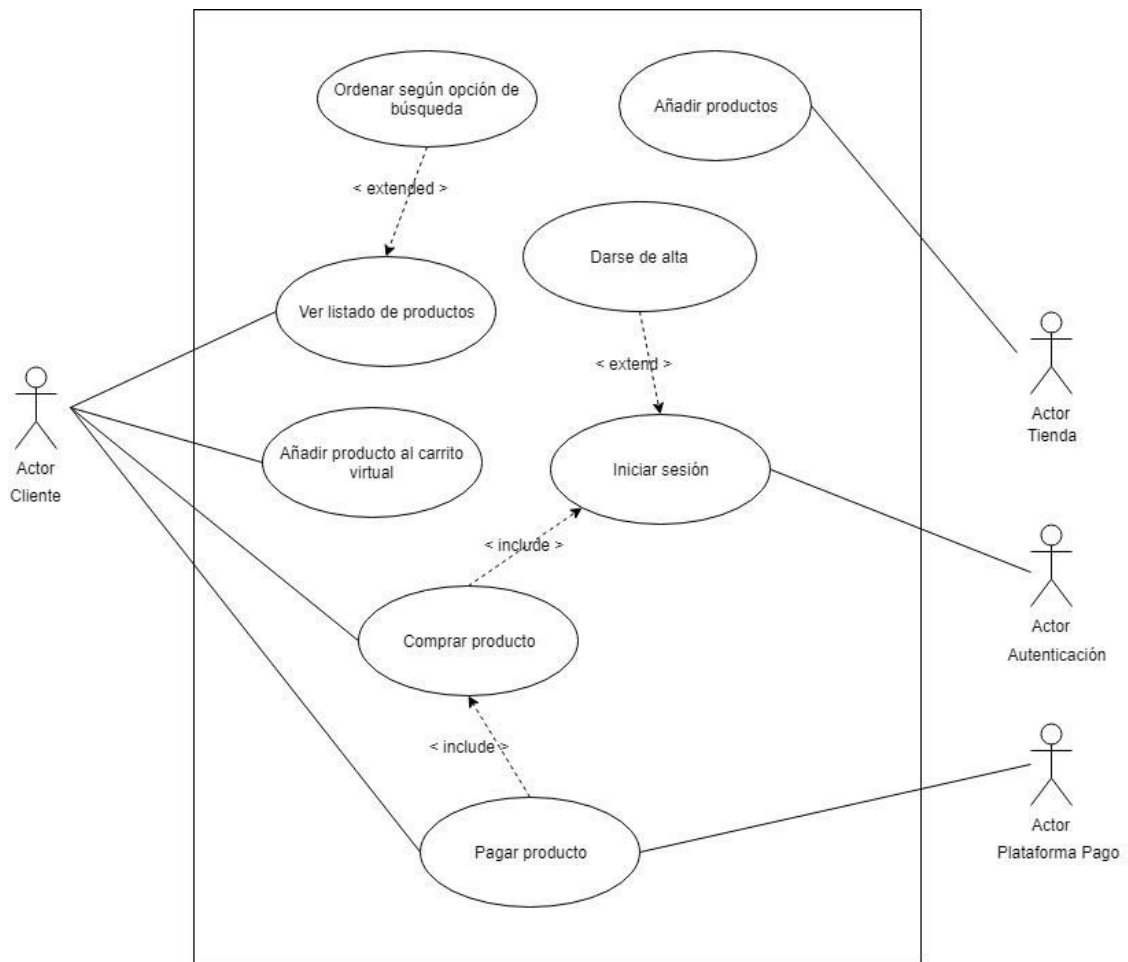 Ordenar según opción de
búsqueda
Añadir productos
< extended >
Darse de alta
Ver listado de productos
< extend >
Actor
Tienda
Actor
Cliente
Añadir producto al carrito
virtual
Iniciar sesión
< include >
Comprar producto
Actor
Autenticación
< include >
Pagar producto
Actor
Plataforma Pago